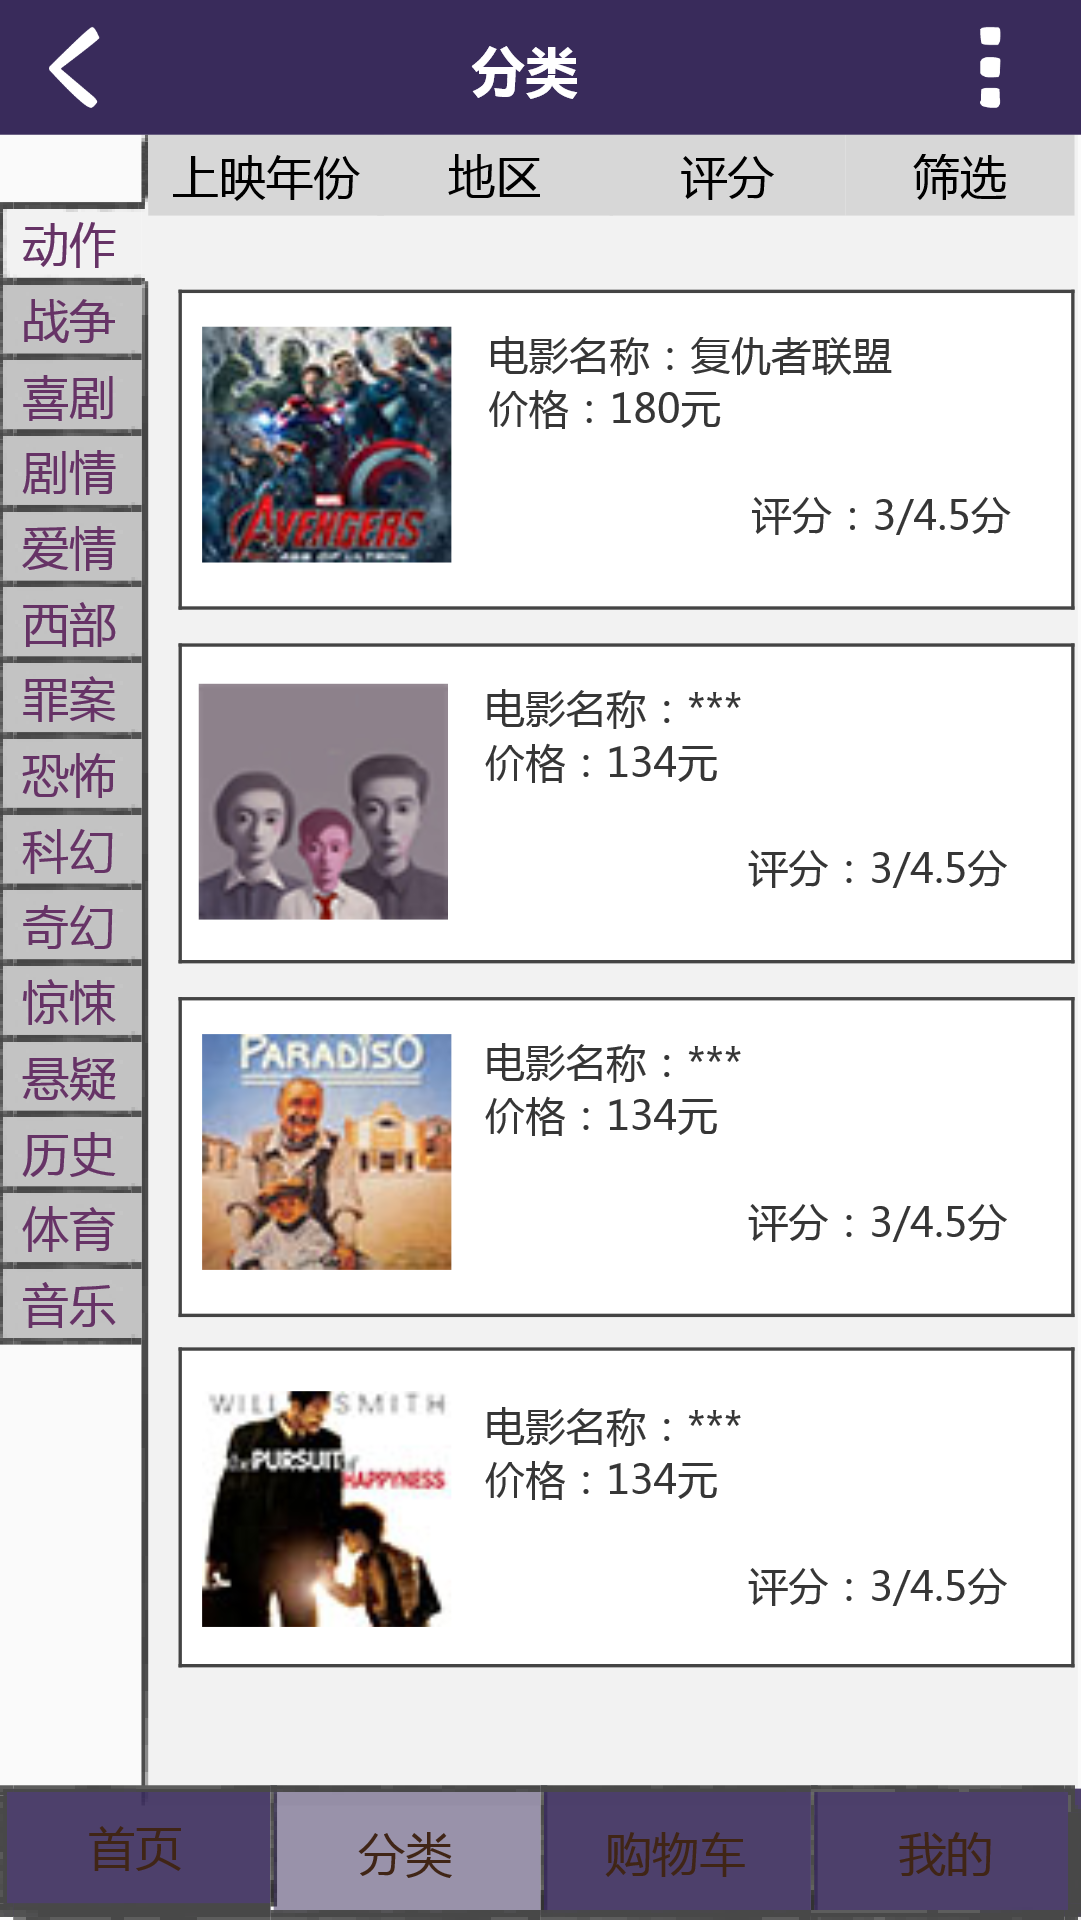 分类
上映年份 地区 评分 筛选
动作
战争
喜剧
剧情
爱情
西部
罪案
恐怖
科幻
奇幻
惊悚
悬疑
历史
体育
音乐
电影名称：复仇者联盟
价格：180元
评分：3/4.5分
AVENGERS
电影名称：***
价格：134元
评分：3/4.5分
PARADISO
电影名称：***
价格：134元
评分：3/4.5分
WILL SMITH
the PURSUIT of
HAPPYNESS
电影名称：***
价格：134元
评分：3/4.5分
首页 分类 购物车 我的